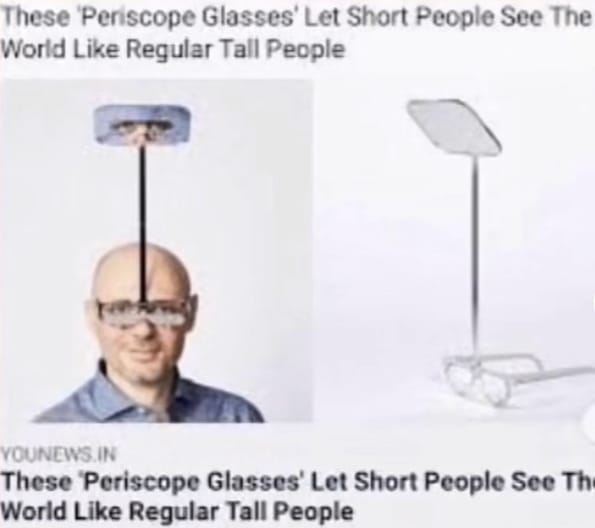 These 'Periscope Glasses' Let Short People See The
World Like Regular Tall People
YOUNEWS.IN
These 'Periscope Glasses' Let Short People See The
World Like Regular Tall People